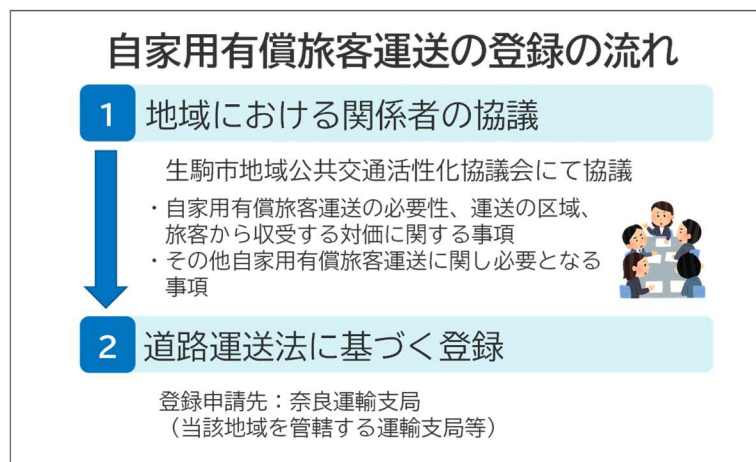 自家用有償旅客運送の登録の流れ
1 地域における関係者の協議
生駒市地域公共交通活性化協議会にて協議
・自家用有償旅客運送の必要性、運送の区域、
旅客から収受する対価に関する事項
・その他自家用有償旅客運送に関し必要となる
事項
2 道路運送法に基づく登録
登録申請先：奈良運輸支局
（当該地域を管轄する運輸支局等）